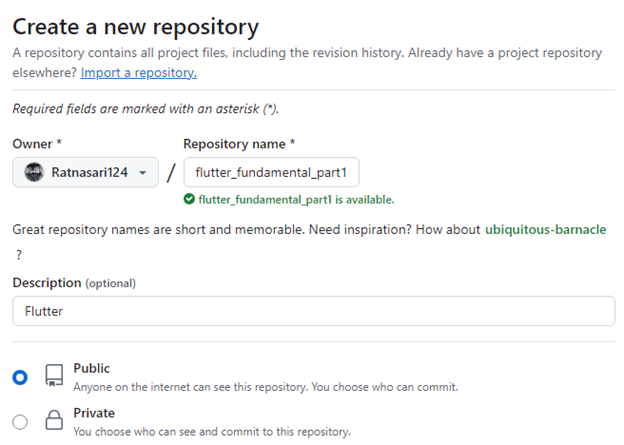 Create a new repository
A repository contains all project files, including the revision history. Already have a project repository
elsewhere? Import a repository.
Required fields are marked with an asterisk (*).
Owner *
Repository name *
Ratnasari124
/
flutter_fundamental_part1
flutter_fundamental_part1 is available.
Great repository names are short and memorable. Need inspiration? How about ubiquitous-barnacle
?
Description (optional)
Flutter
Public
Anyone on the internet can see this repository. You choose who can commit.
Private
You choose who can see and commit to this repository.